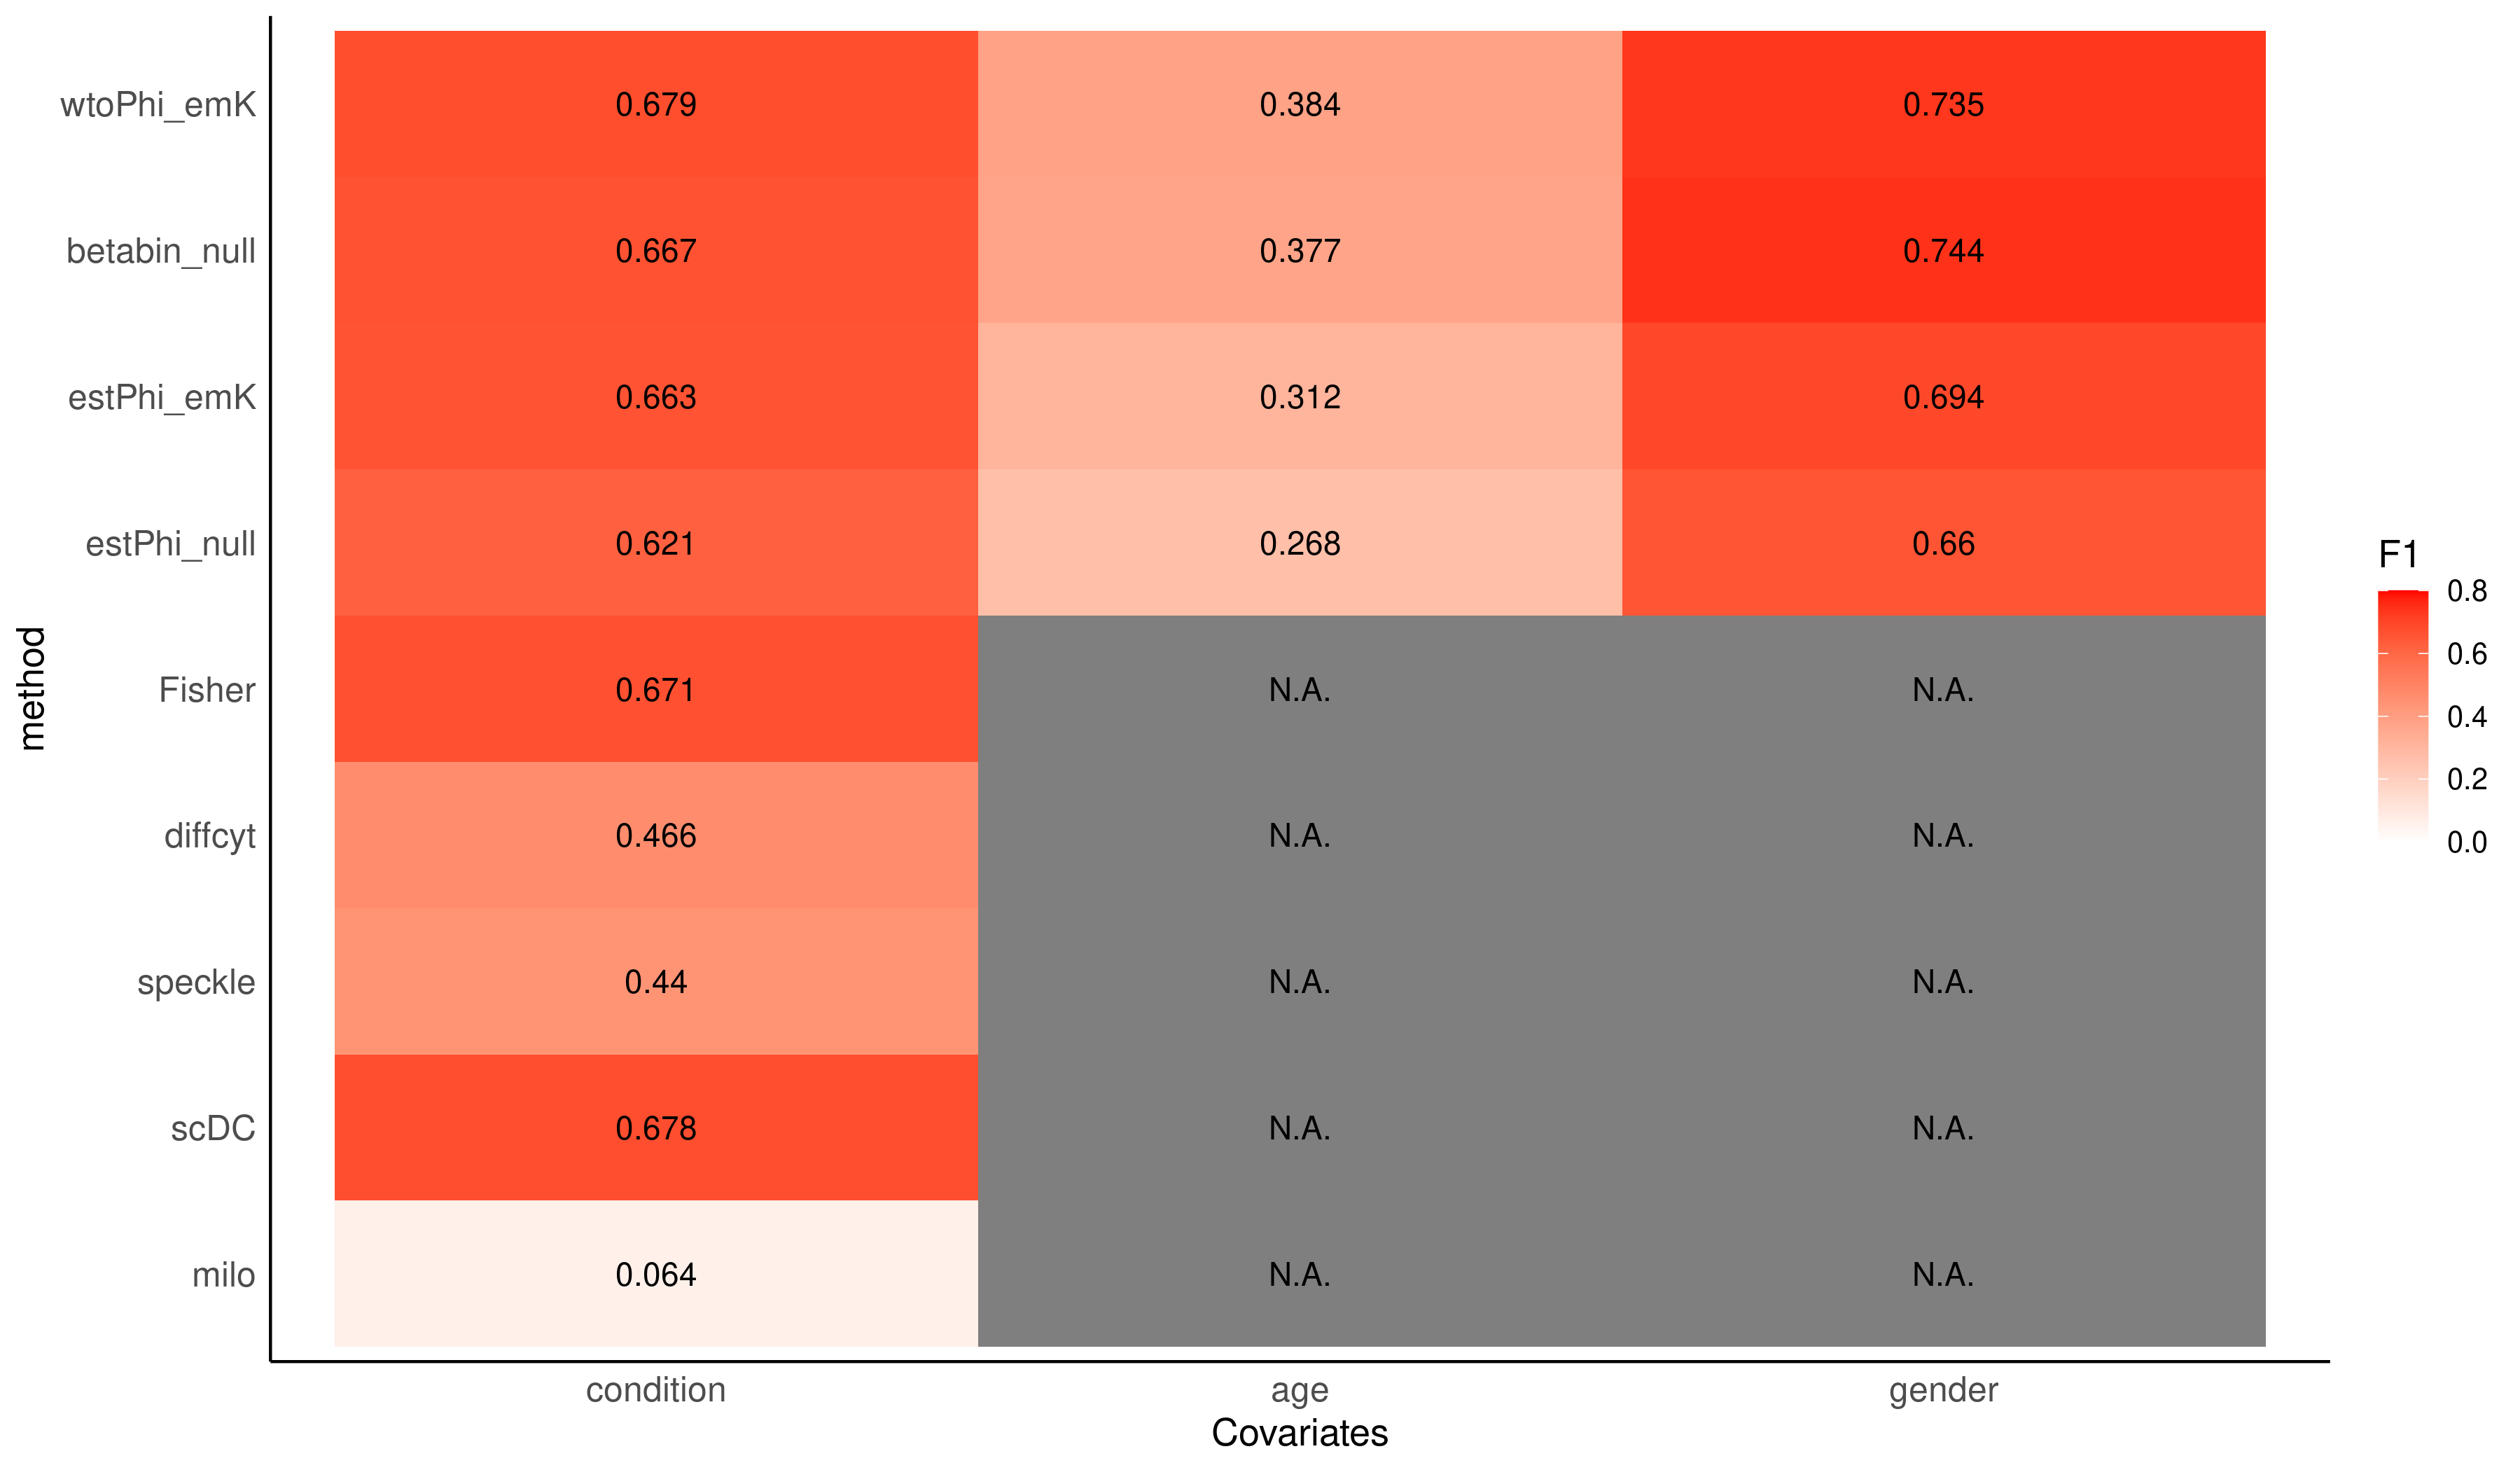 method
wtoPhi_emK 0.679 0.384 0.735
betabin_null 0.667 0.377 0.744
estPhi_emK 0.663 0.312 0.694
estPhi_null 0.621 0.268 0.66
Fisher 0.671 N.A. N.A.
diffcyt 0.466 N.A. N.A.
speckle 0.44 N.A. N.A.
scDC 0.678 N.A. N.A.
milo 0.064 N.A. N.A.
condition age gender
Covariates
F1
0.8
0.6
0.4
0.2
0.0